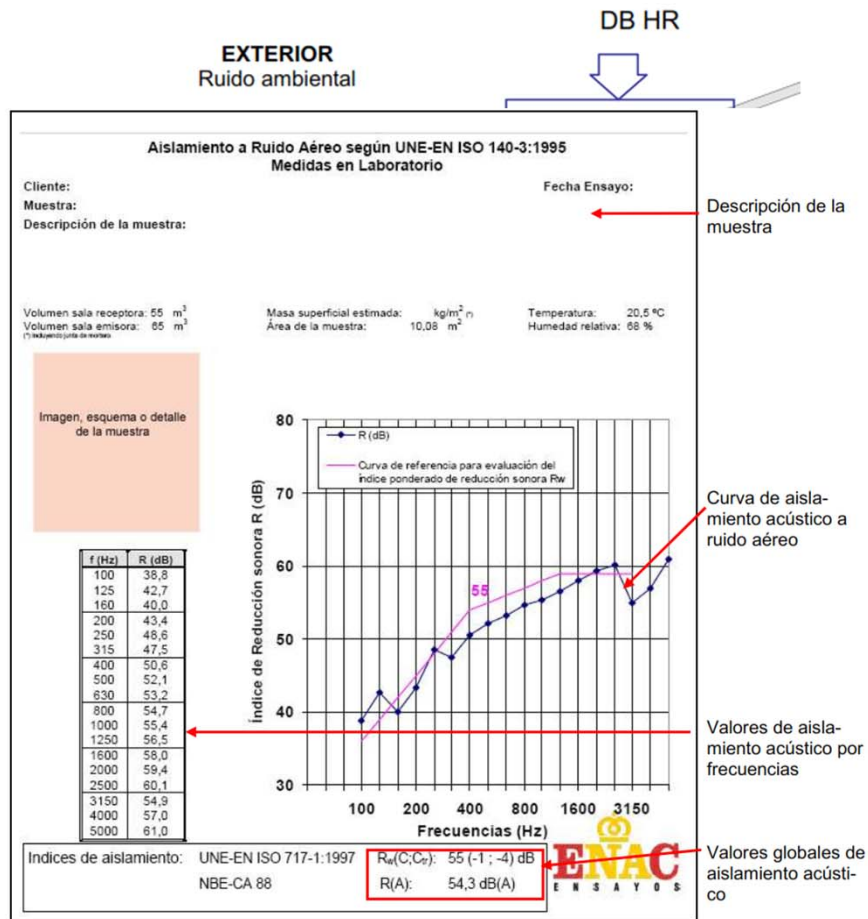 DB HR
EXTERIOR
Ruido ambiental
Aislamiento a Ruido Aéreo según UNE-EN ISO 140-3:1995
Medidas en Laboratorio
Cliente:
Fecha Ensayo:
Muestra:
Descripción de la muestra:
Descripción de la
muestra
Volumen sala receptora: 55 m³
Masa superficial estimada: kg/m² (*)
Temperatura: 20,5 ºC
Volumen sala emisora: 65 m³
Área de la muestra: 10,08 m²
Humedad relativa: 68 %
(*) Incluyendo junta de mortero
Imagen, esquema o detalle
de la muestra
Índice de Reducción sonora R (dB)
80
70
60
50
40
30
R (dB)
Curva de referencia para evaluación del
índice ponderado de reducción sonora Rw
55
100 200 400 800 1600 3150
Frecuencias (Hz)
Curva de aisla-
miento acústico a
ruido aéreo
f (Hz) R (dB)
100 38,8
125 42,7
160 40,0
200 43,4
250 48,6
315 47,5
400 50,6
500 52,1
630 53,2
800 54,7
1000 55,4
1250 56,5
1600 58,0
2000 59,4
2500 60,1
3150 54,9
4000 57,0
5000 61,0
Valores de aisla-
miento acústico por
frecuencias
Indices de aislamiento: UNE-EN ISO 717-1:1997 Rw(C;Ctr): 55 (-1 ; -4) dB
NBE-CA 88 R(A): 54,3 dB(A)
ENAC
ENSAYOS
Valores globales de
aislamiento acústi-
co